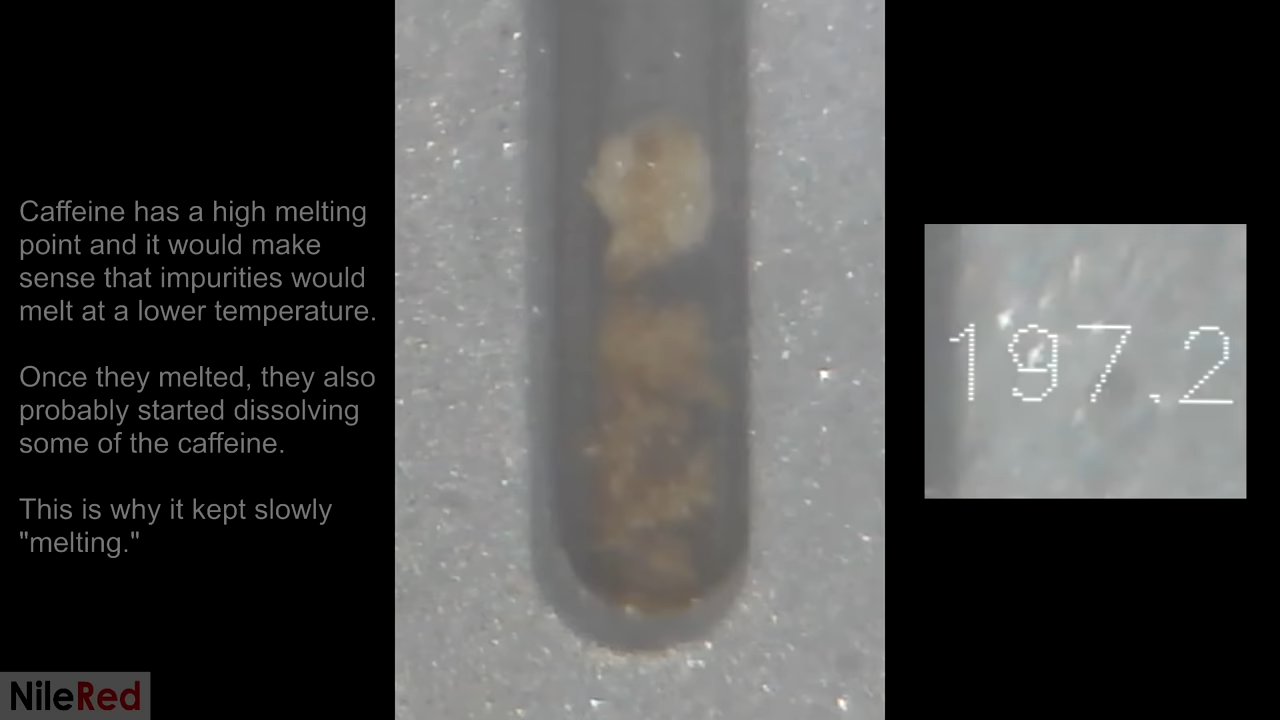 Caffeine has a high melting
point and it would make
sense that impurities would
melt at a lower temperature.
Once they melted, they also
probably started dissolving
some of the caffeine.
This is why it kept slowly
"melting."
197.2
NileRed